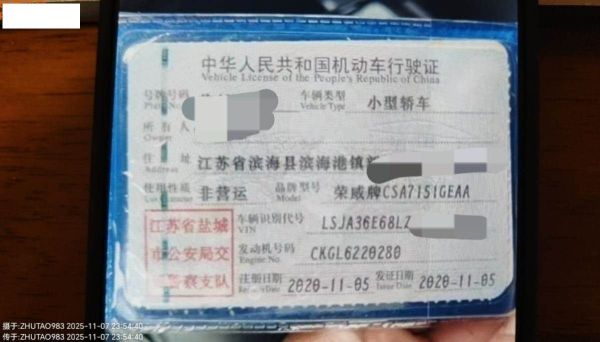 中华人民共和国机动车行驶证
Vehicle License of the People's Republic of China
号牌号码 车辆类型 小型轿车
Vehicle Type
所有人
Owner
住址 江苏省滨海县滨海港镇
使用性质 非营运 品牌型号 荣威牌CSA7151GEAA
Model
江苏省盐城
市公安局交
警察支队
车辆识别代号 LSJA36E68LZ
VIN
发动机号码 CKGL6220280
Engine No.
注册日期 2020-11-05 发证日期 2020-11-05
Register Date Issue Date
摄于:ZHUTAO983 2025-11-07 23:54:40
传于:ZHUTAO983 2025-11-07 23:54:40